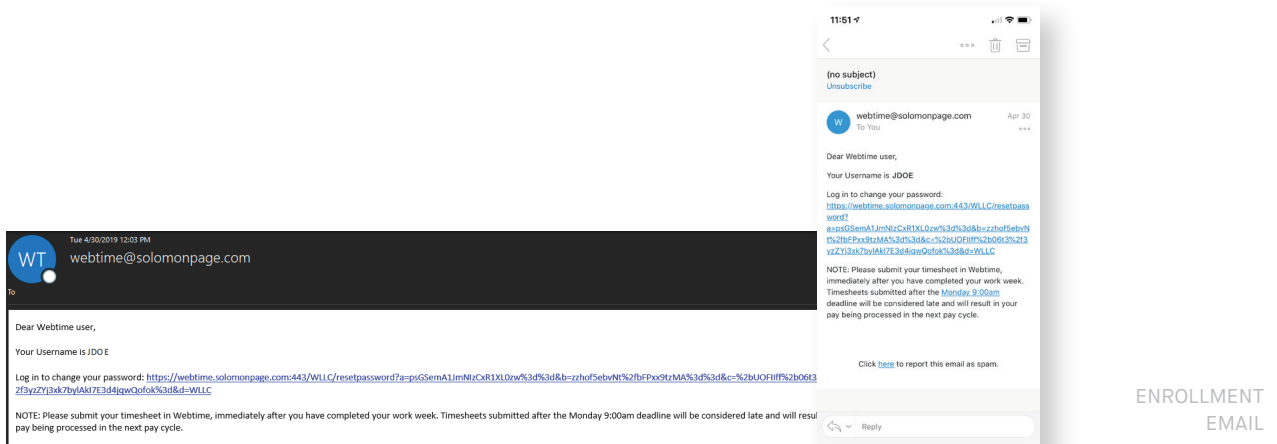 11:51
(no subject)
Unsubscribe
W
webtime@solomonpage.com
Apr 30
To You
Dear Webtime user,
Your Username is JDOE
Log in to change your password:
https://webtime.solomonpage.com:443/WLLC/resetpass
word?
a=psGSemA1JmNIzCxR1XL0zw%3d%3d&b=zzhof5ebvN
t%2fbFPxx9tzMA%3d%3d&c=%2bUOFIIff%2b06t3%2f3
yzZYj3xk7bylAkI7E3d4jqwQofok%3d&d=WLLC
NOTE: Please submit your timesheet in Webtime,
immediately after you have completed your work week.
Timesheets submitted after the Monday 9:00am
deadline will be considered late and will result in your
pay being processed in the next pay cycle.
Click here to report this email as spam.
Reply
Tue 4/30/2019 12:03 PM
WT
webtime@solomonpage.com
To
Dear Webtime user,
Your Username is JDOE
Log in to change your password: https://webtime.solomonpage.com:443/WLLC/resetpassword?a=psGSemA1JmNIzCxR1XL0zw%3d%3d&b=zzhof5ebvNt%2fbFPxx9tzMA%3d%3d&c=%2bUOFIIff%2b06t3
2f3yzZYj3xk7bylAkI7E3d4jqwQofok%3d&d=WLLC
NOTE: Please submit your timesheet in Webtime, immediately after you have completed your work week. Timesheets submitted after the Monday 9:00am deadline will be considered late and will resul
pay being processed in the next pay cycle.
ENROLLMENT
EMAIL